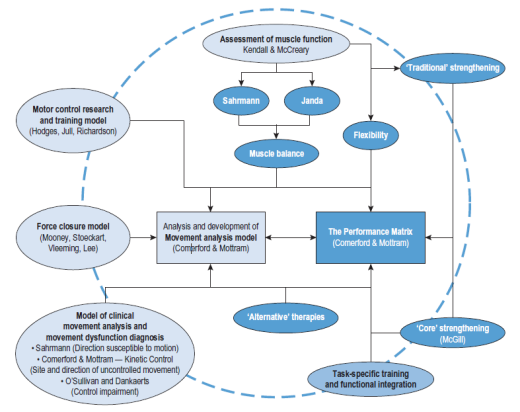 Assessment of muscle function
Kendall & McCreary
'Traditional' strengthening
Sahrmann
Janda
Motor control research
and training model
(Hodges, Jull, Richardson)
Flexibility
Muscle balance
Force closure model
(Mooney, Stoeckart,
Vleeming, Lee)
Analysis and development of
Movement analysis model
(Comerford & Mottram)
The Performance Matrix
(Comerford & Mottram)
Model of clinical
movement analysis and
movement dysfunction diagnosis
• Sahrmann (Direction susceptible to motion)
• Comerford & Mottram — Kinetic Control
(Site and direction of uncontrolled movement)
• O'Sullivan and Dankaerts
(Control impairment)
'Alternative' therapies
'Core' strengthening
(McGill)
Task-specific training
and functional integration